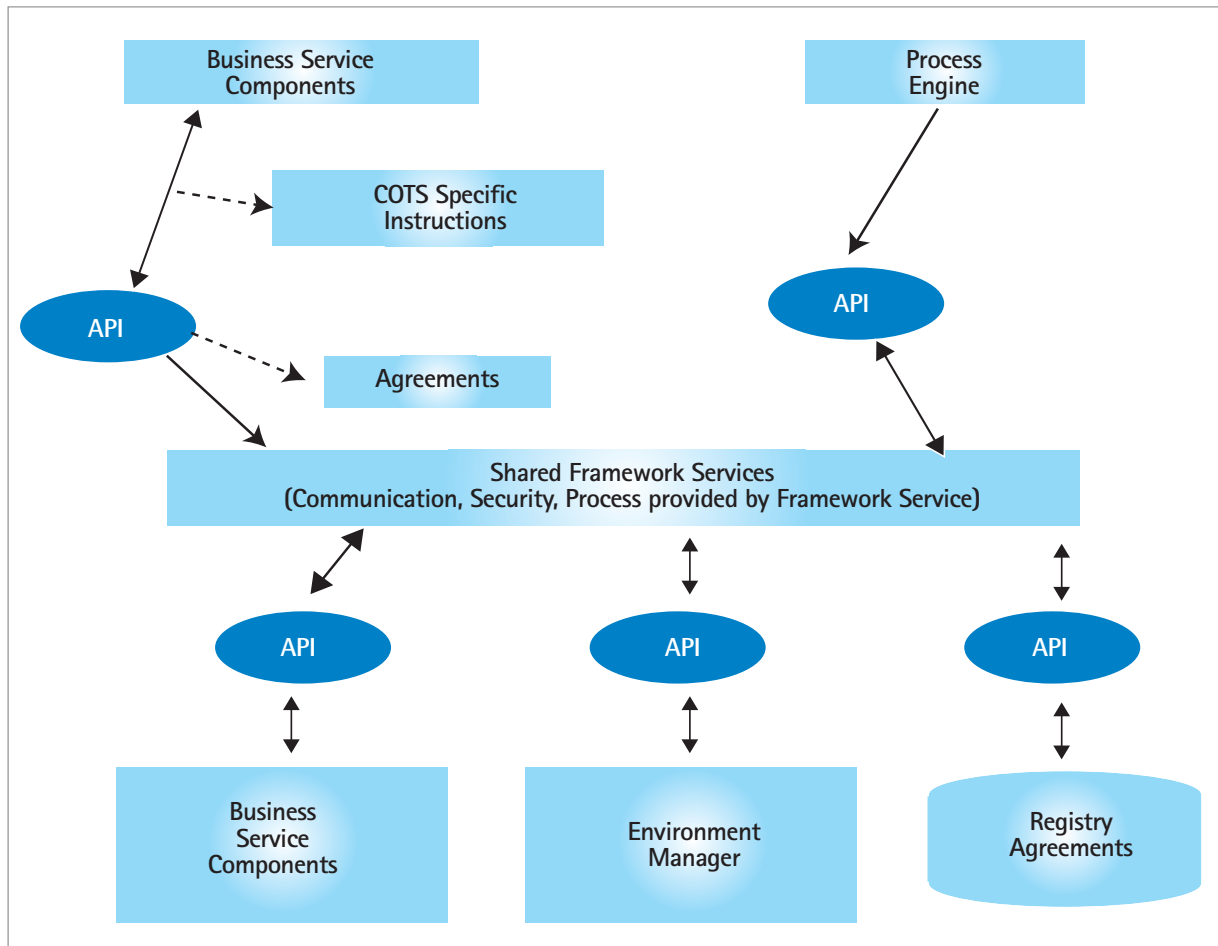 Business Service
Components
Process
Engine
COTS Specific
Instructions
API
API
Agreements
Shared Framework Services
(Communication, Security, Process provided by Framework Service)
API
API
API
Business
Service
Components
Environment
Manager
Registry
Agreements